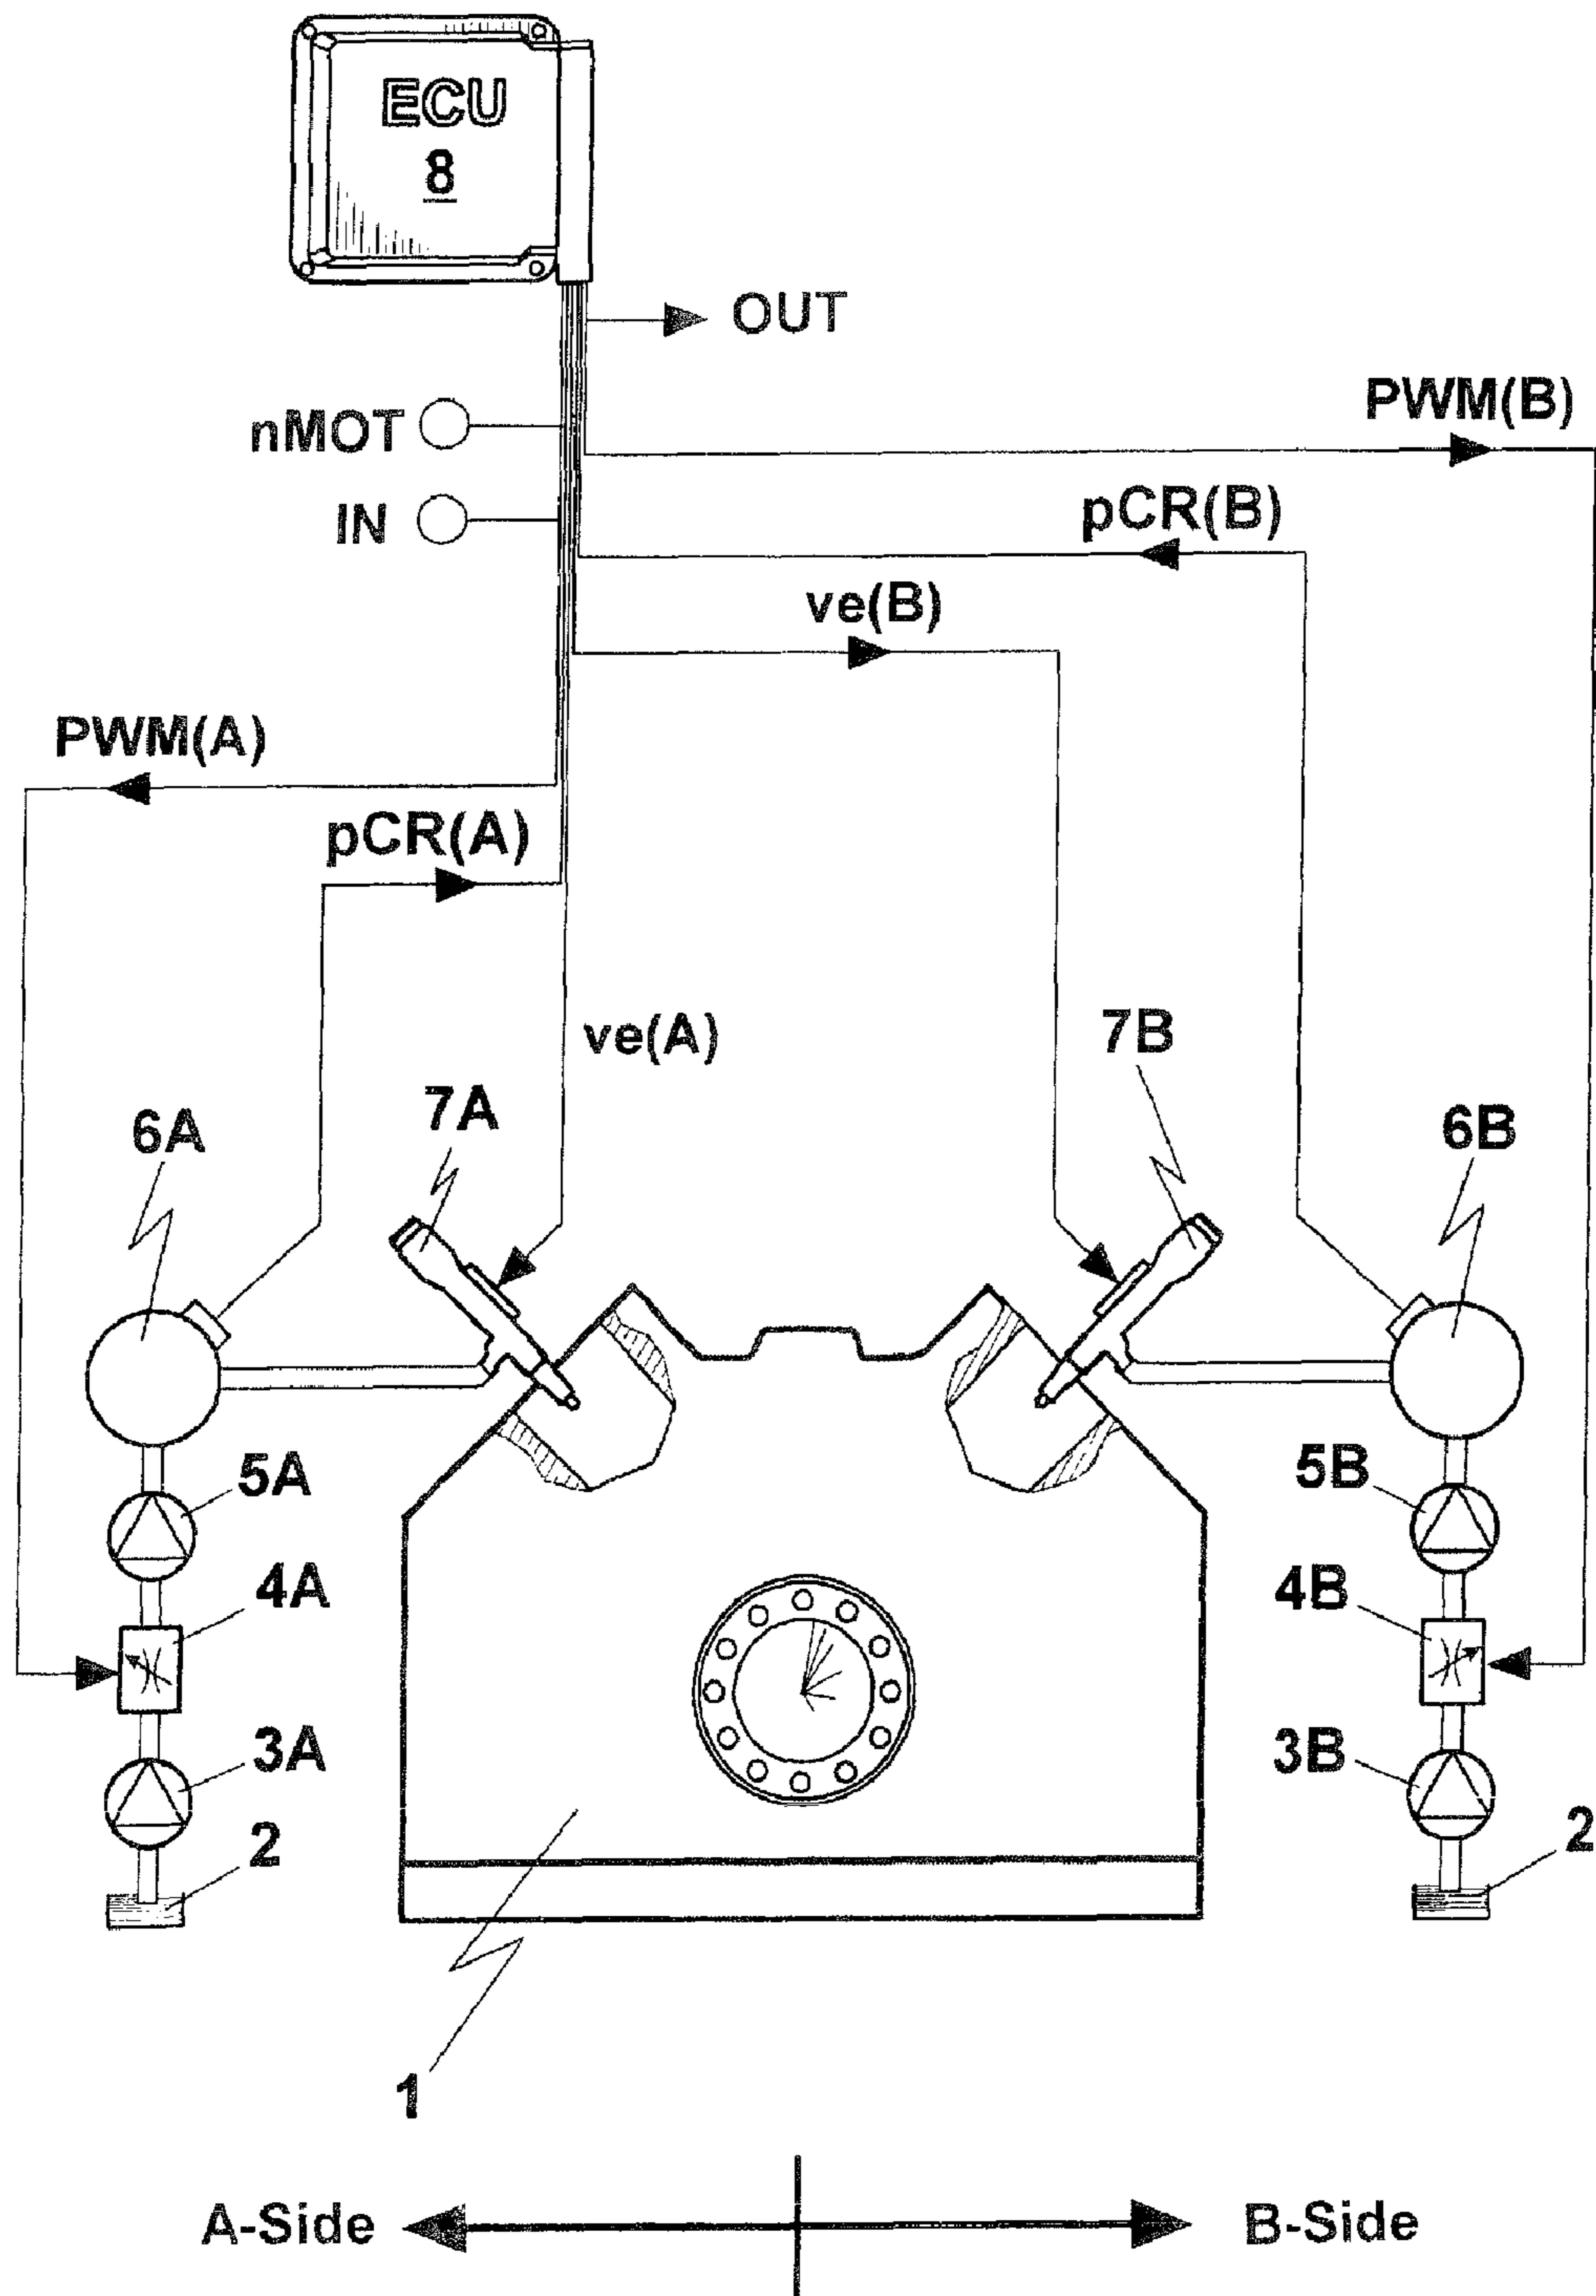 ECU
8
OUT
PWM(B)
nMOT
pCR(B)
IN
ve(B)
PWM(A)
pCR(A)
ve(A)
7B
7A
6A
6B
5A
5B
4A
4B
3A
3B
2
2
1
A-Side
B-Side